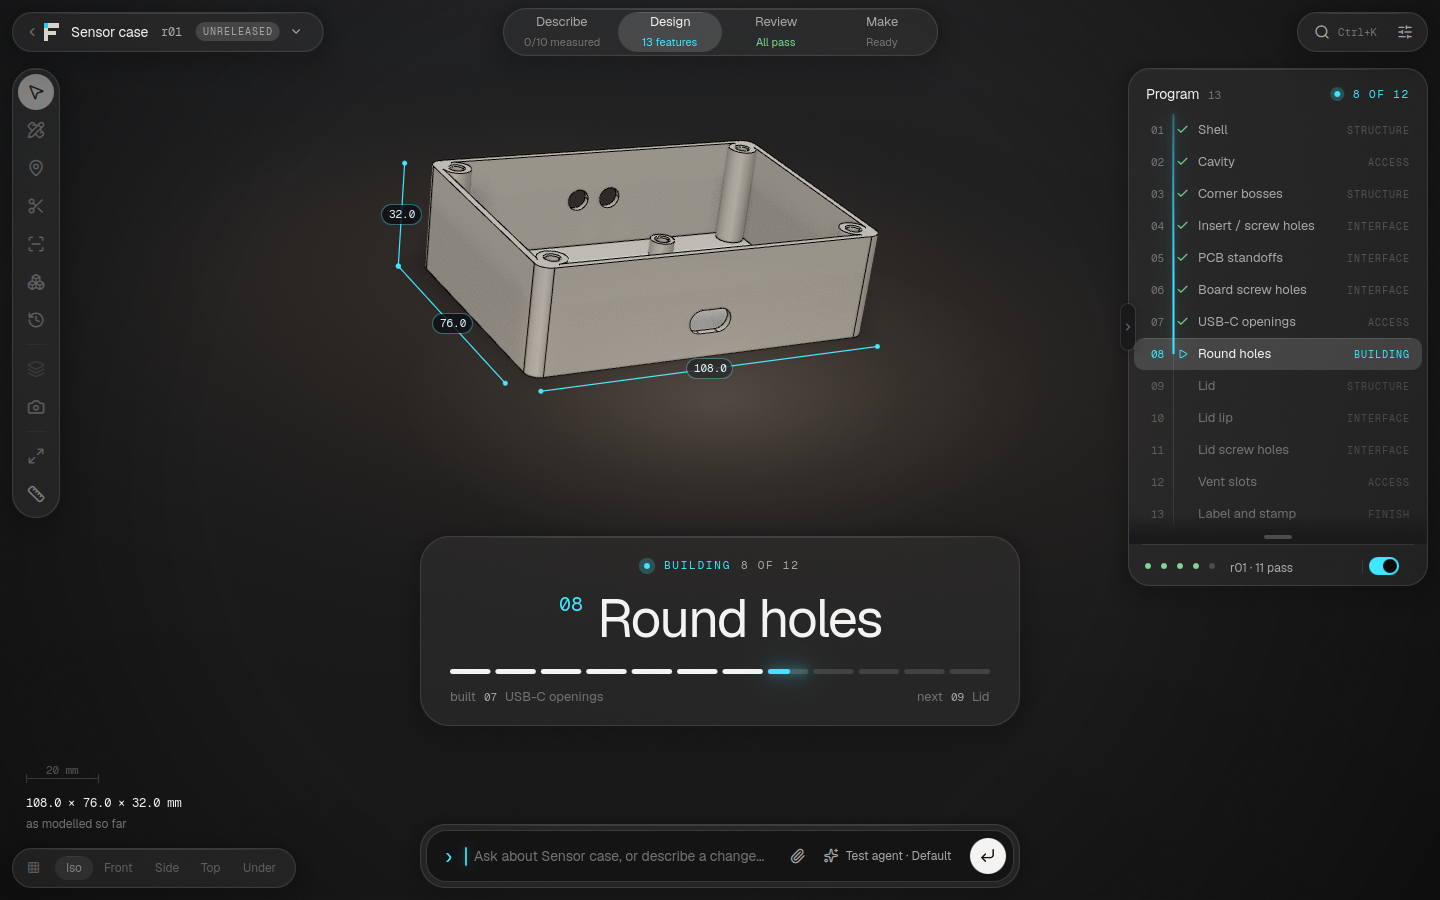 Sensor case r01 UNRELEASED
Describe
0/10 measured
Design
13 features
Review
All pass
Make
Ready
Ctrl+K
Program 13
8 OF 12
01 Shell STRUCTURE
02 Cavity ACCESS
03 Corner bosses STRUCTURE
04 Insert / screw holes INTERFACE
05 PCB standoffs INTERFACE
06 Board screw holes INTERFACE
07 USB-C openings ACCESS
08 Round holes BUILDING
09 Lid STRUCTURE
10 Lid lip INTERFACE
11 Lid screw holes INTERFACE
12 Vent slots ACCESS
13 Label and stamp FINISH
r01 · 11 pass
32.0
76.0
108.0
BUILDING 8 OF 12
08 Round holes
built 07 USB-C openings
next 09 Lid
20 mm
108.0 × 76.0 × 32.0 mm
as modelled so far
Iso Front Side Top Under
Ask about Sensor case, or describe a change…
Test agent · Default